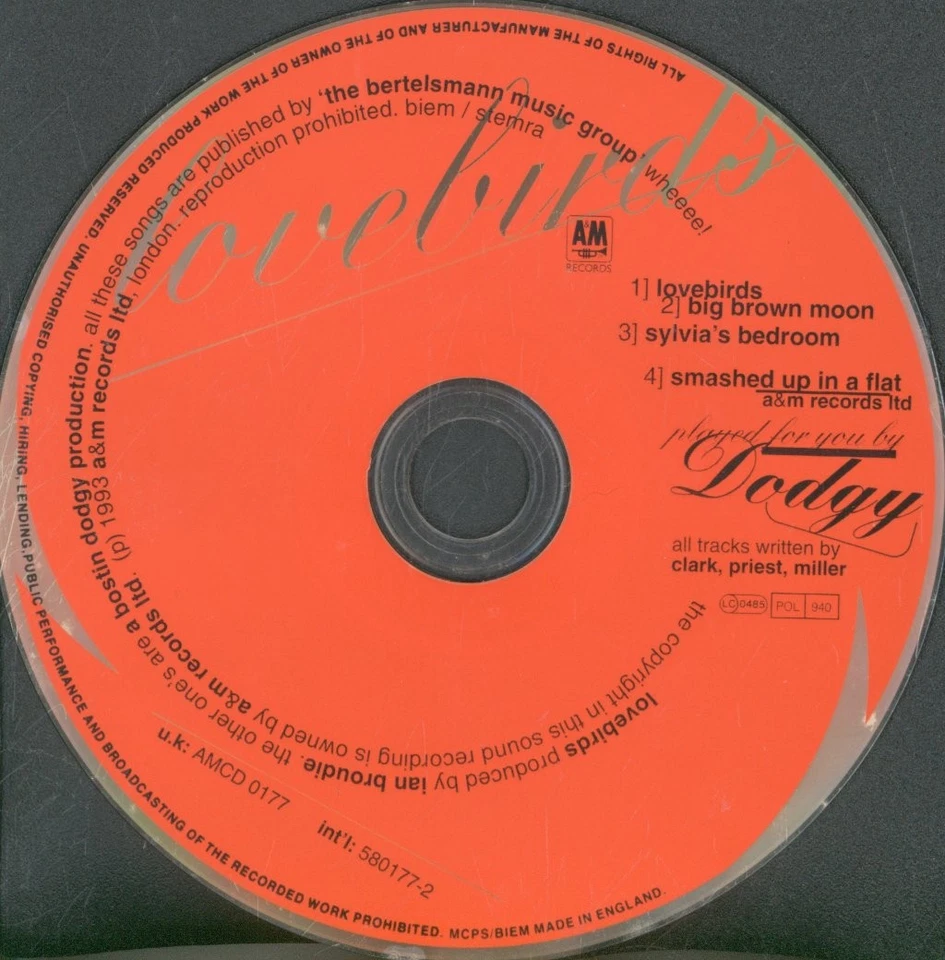 ALL RIGHTS OF THE MANUFACTURER AND OF THE OWNER OF THE WORK PRODUCED RESERVED. UNAUTHORISED COPYING, HIRING, LENDING, PUBLIC PERFORMANCE AND BROADCASTING OF THE RECORDED WORK PROHIBITED. MCPS/BIEM MADE IN ENGLAND.
lovebirds
lovebirds produced by ian broudie. the other one's are a bostin dodgy production. all these songs are published by 'the bertelsmann music group' wheeee!
the copyright in this sound recording is owned by a&m records ltd. (p) 1993 a&m records ltd, london. reproduction prohibited. biem / stemra
A&M
RECORDS
1] lovebirds
2] big brown moon
3] sylvia's bedroom
4] smashed up in a flat
a&m records ltd
played for you by
Dodgy
all tracks written by
clark, priest, miller
LC 0485 POL 940
u.k: AMCD 0177
int'l: 580177-2